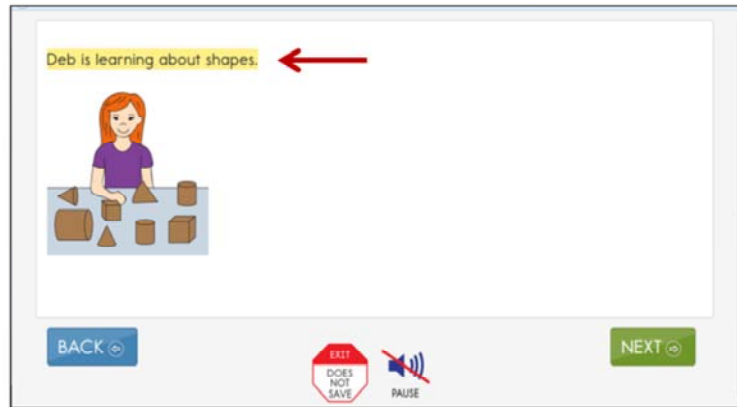 Deb is learning about shapes.
BACK
NEXT
EXIT
DOES
NOT
SAVE
PAUSE